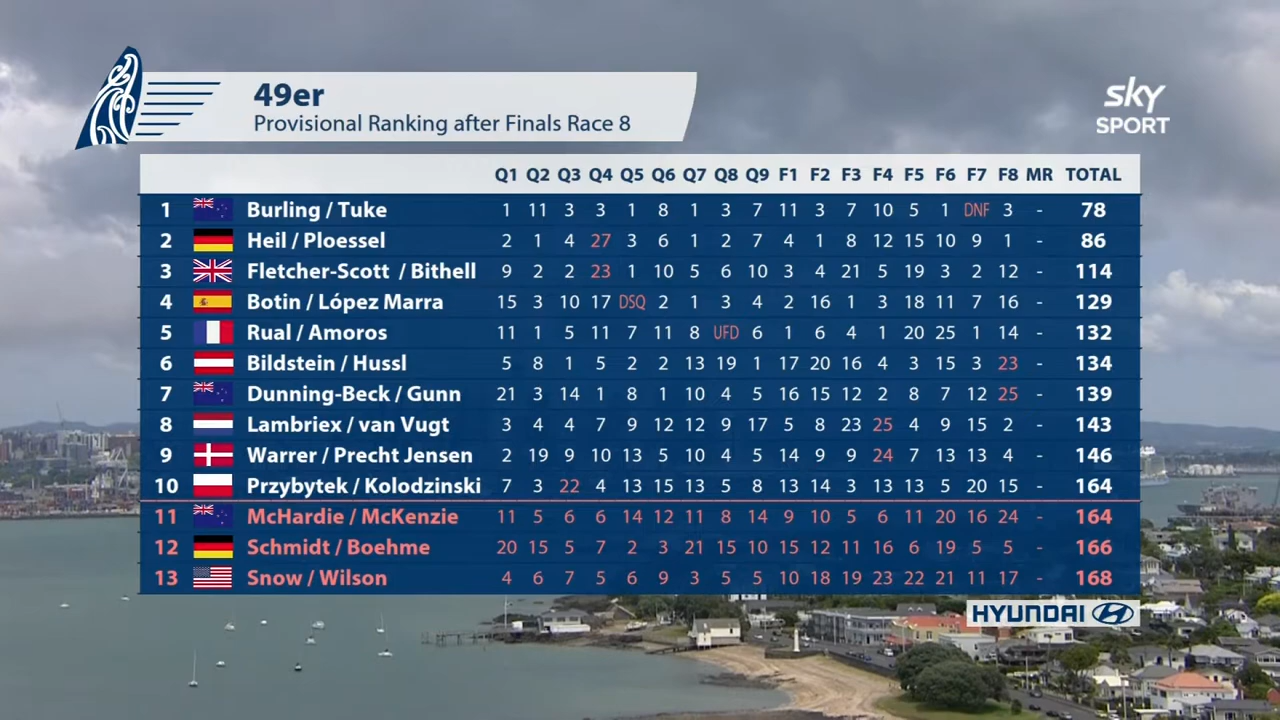 49er
Provisional Ranking after Finals Race 8
sky
SPORT
Q1 Q2 Q3 Q4 Q5 Q6 Q7 Q8 Q9 F1 F2 F3 F4 F5 F6 F7 F8 MR TOTAL
1 Burling / Tuke 1 11 3 3 1 8 1 3 7 11 3 7 10 5 1 DNF 3 - 78
2 Heil / Ploessel 2 1 4 27 3 6 1 2 7 4 1 8 12 15 10 9 1 - 86
3 Fletcher-Scott / Bithell 9 2 2 23 1 10 5 6 10 3 4 21 5 19 3 2 12 - 114
4 Botin / López Marra 15 3 10 17 DSQ 2 1 3 4 2 16 1 3 18 11 7 16 - 129
5 Rual / Amoros 11 1 5 11 7 11 8 UFD 6 1 6 4 1 20 25 1 14 - 132
6 Bildstein / Hussl 5 8 1 5 2 2 13 19 1 17 20 16 4 3 15 3 23 - 134
7 Dunning-Beck / Gunn 21 3 14 1 8 1 10 4 5 16 15 12 2 8 7 12 25 - 139
8 Lambriex / van Vugt 3 4 4 7 9 12 12 9 17 5 8 23 25 4 9 15 2 - 143
9 Warrer / Precht Jensen 2 19 9 10 13 5 10 4 5 14 9 9 24 7 13 13 4 - 146
10 Przybytek / Kolodzinski 7 3 22 4 13 15 13 5 8 13 14 3 13 13 5 20 15 - 164
11 McHardie / McKenzie 11 5 6 6 14 12 11 8 14 9 10 5 6 11 20 16 24 - 164
12 Schmidt / Boehme 20 15 5 7 2 3 21 15 10 15 12 11 16 6 19 5 5 - 166
13 Snow / Wilson 4 6 7 5 6 9 3 5 5 10 18 19 23 22 21 11 17 - 168
HYUNDAI